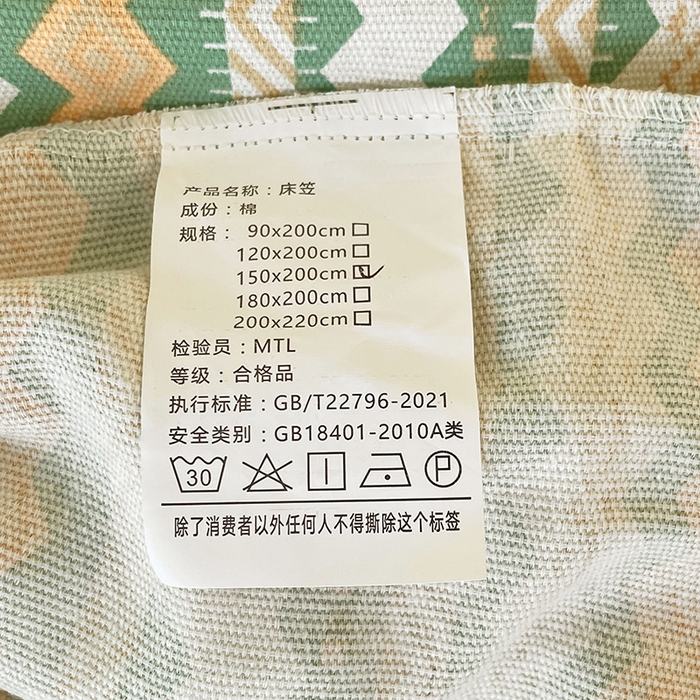 产品名称：床笠
成份：棉
规格：90x200cm☐
120x200cm☐
150x200cm☑
180x200cm☐
200x220cm☐
检验员：MTL
等级：合格品
执行标准：GB/T22796-2021
安全类别：GB18401-2010A类
30 P
除了消费者以外任何人不得撕除这个标签